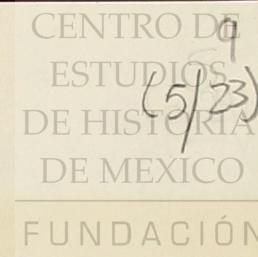 CENTRO DE
9
ESTUDIOS
(5/23)
DE HISTORIA
DE MEXICO
FUNDACIÓN